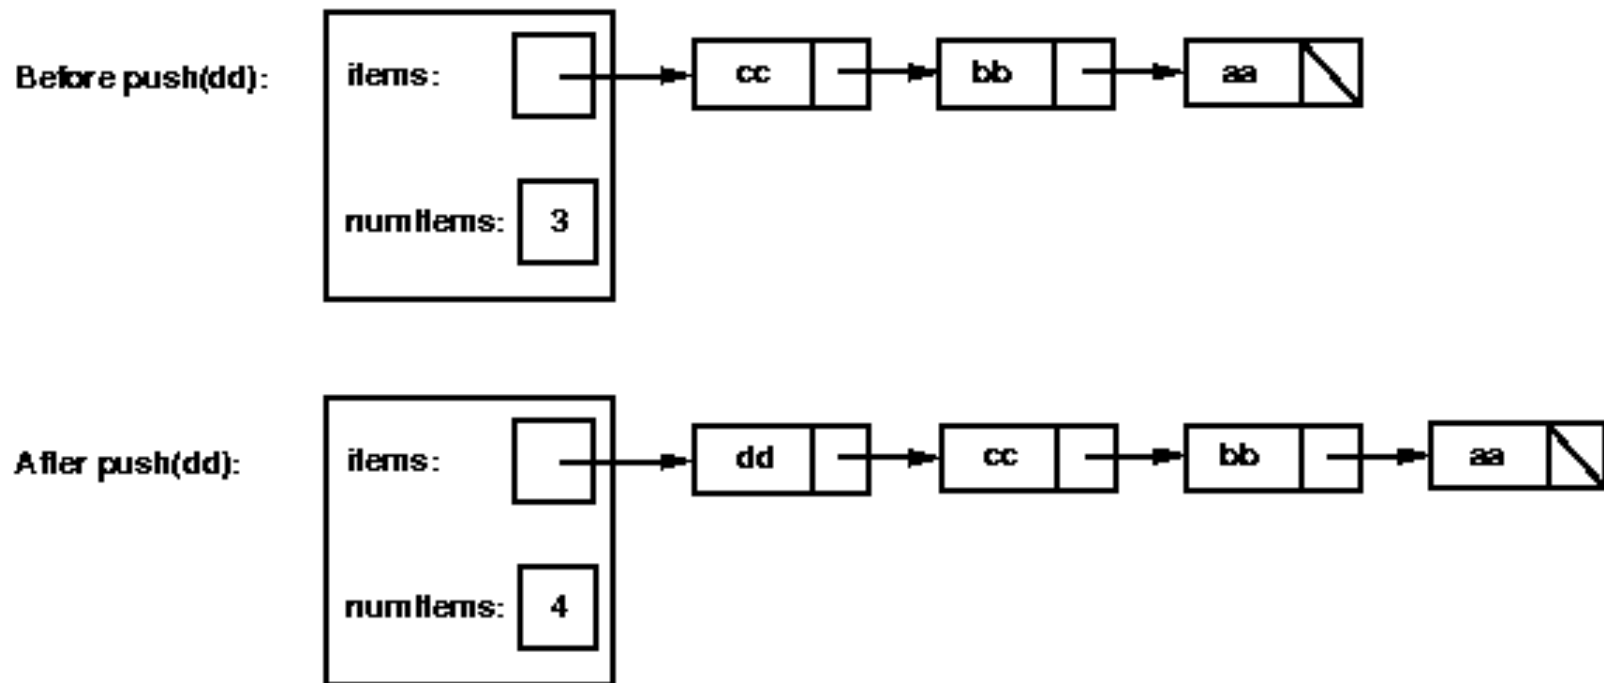 Before push(dd):
items:
cc
bb
aa
numItems:
3
After push(dd):
items:
dd
cc
bb
aa
numItems:
4